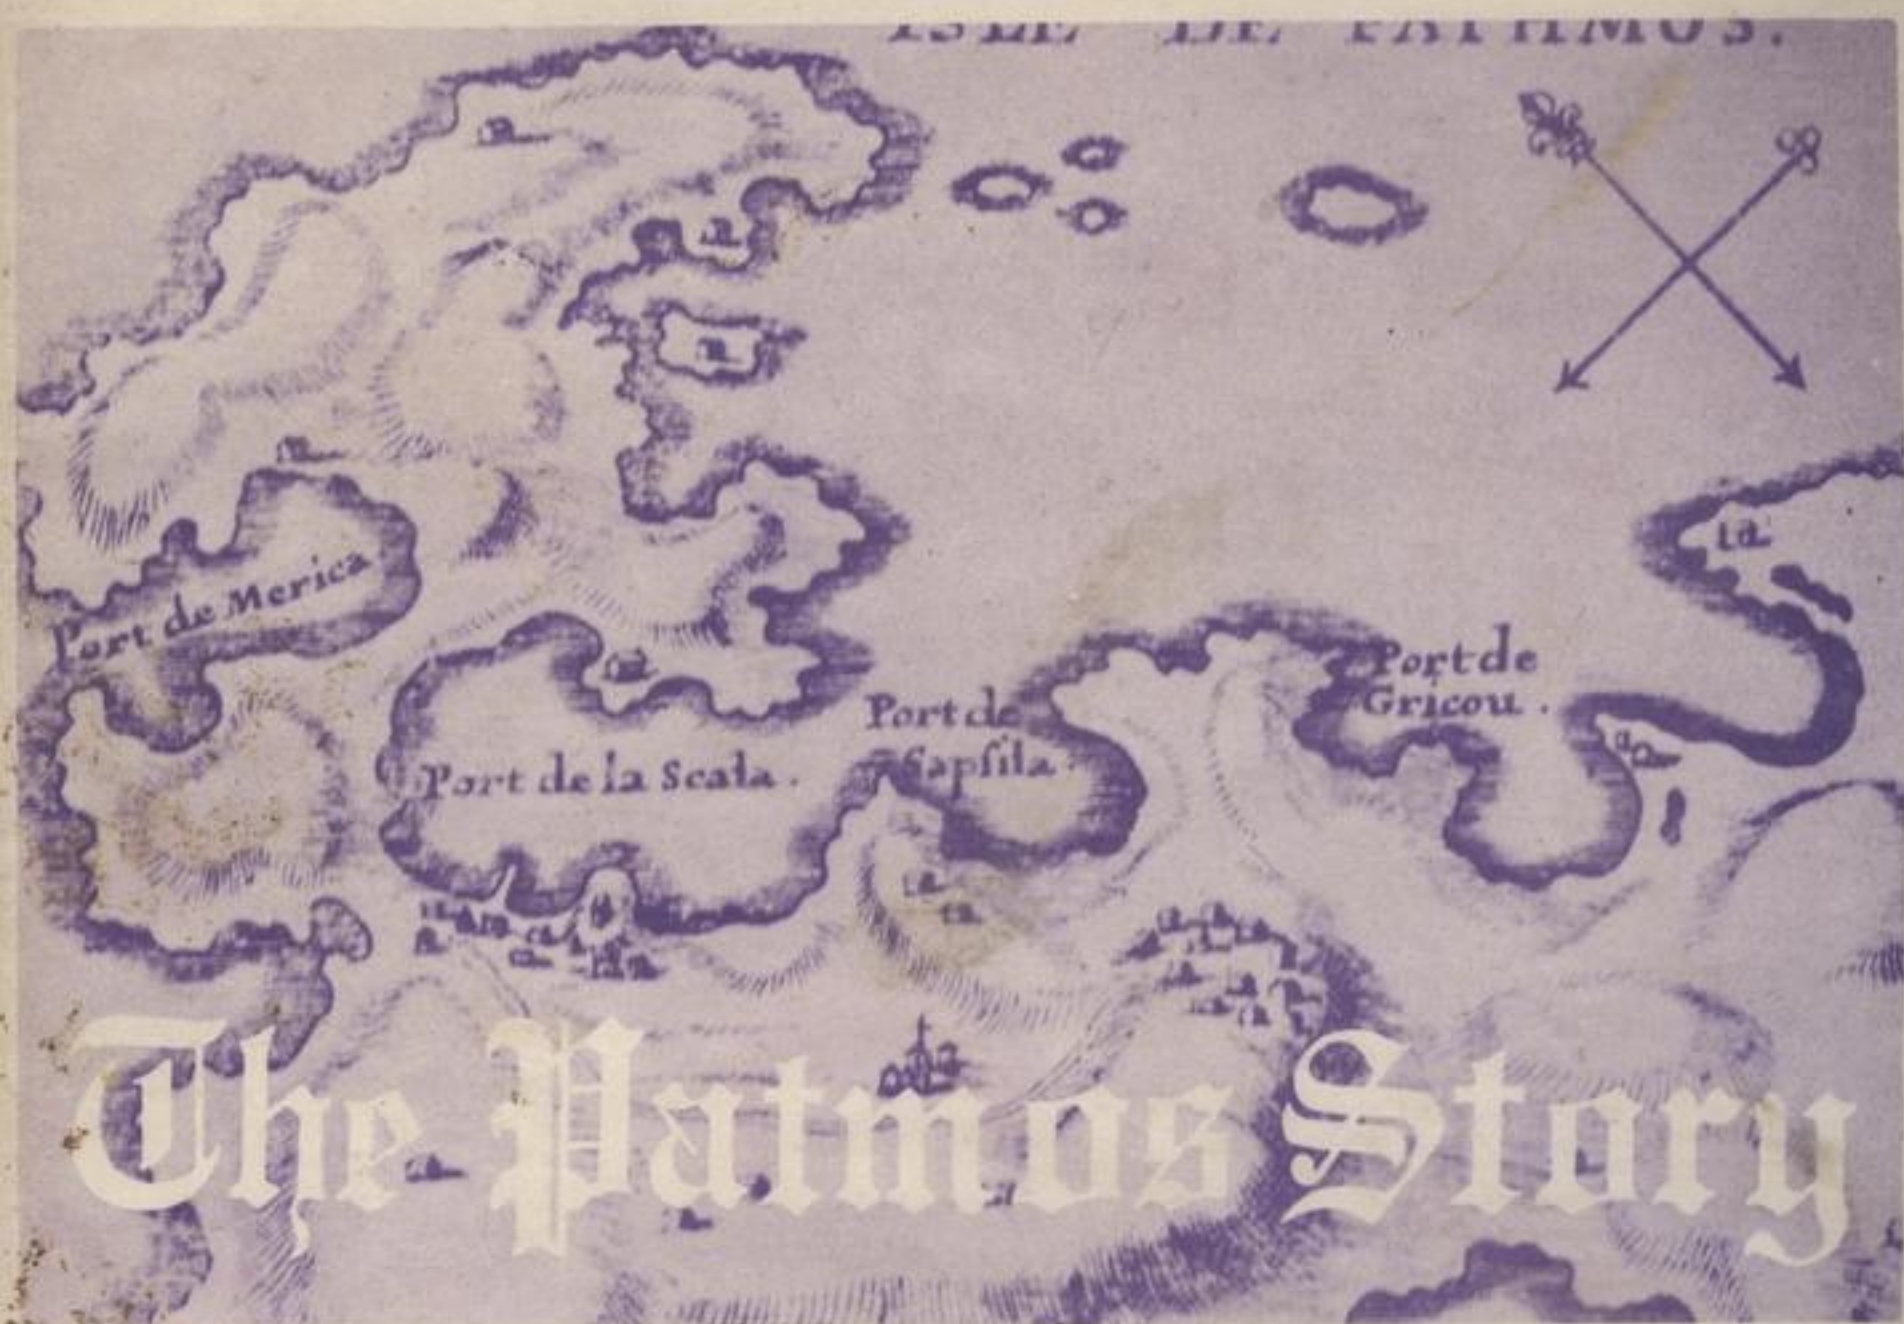 ISLE DE PATHMOS.
Port de Merica
Port de
Gricou .
Port de
Sapsila .
Port de la Scala .
The Patmos Story